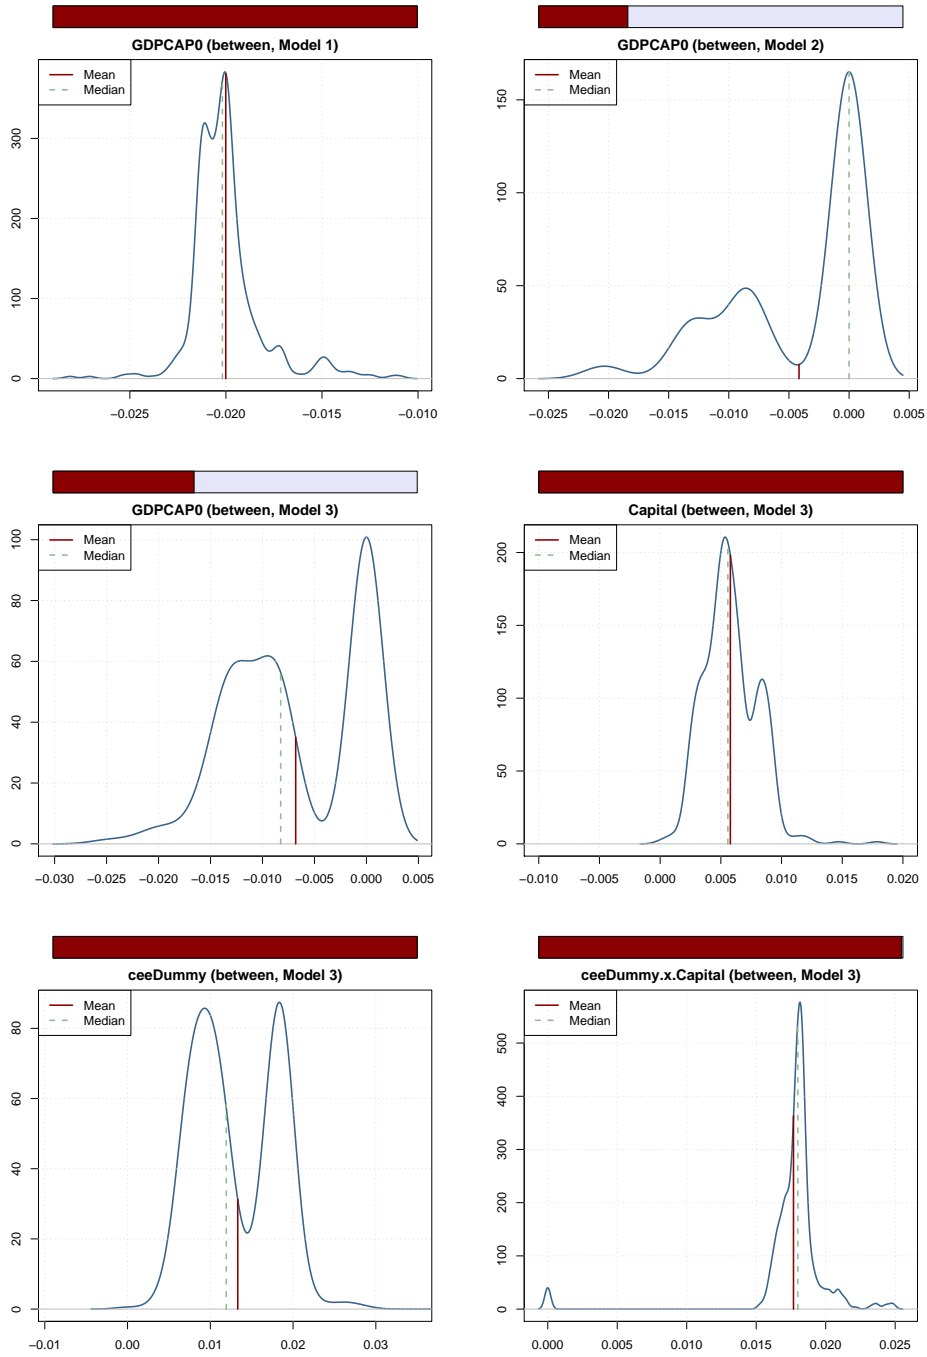 GDPCAP0 (between, Model 1)
Mean
Median
0 100 200 300
−0.025 −0.020 −0.015 −0.010
GDPCAP0 (between, Model 2)
Mean
Median
0 50 100 150
−0.025 −0.020 −0.015 −0.010 −0.005 0.000 0.005
GDPCAP0 (between, Model 3)
Mean
Median
0 20 40 60 80 100
−0.030 −0.025 −0.020 −0.015 −0.010 −0.005 0.000 0.005
Capital (between, Model 3)
Mean
Median
0 50 100 150 200
−0.010 −0.005 0.000 0.005 0.010 0.015 0.020
ceeDummy (between, Model 3)
Mean
Median
0 20 40 60 80
−0.01 0.00 0.01 0.02 0.03
ceeDummy.x.Capital (between, Model 3)
Mean
Median
0 100 200 300 400 500
0.000 0.005 0.010 0.015 0.020 0.025